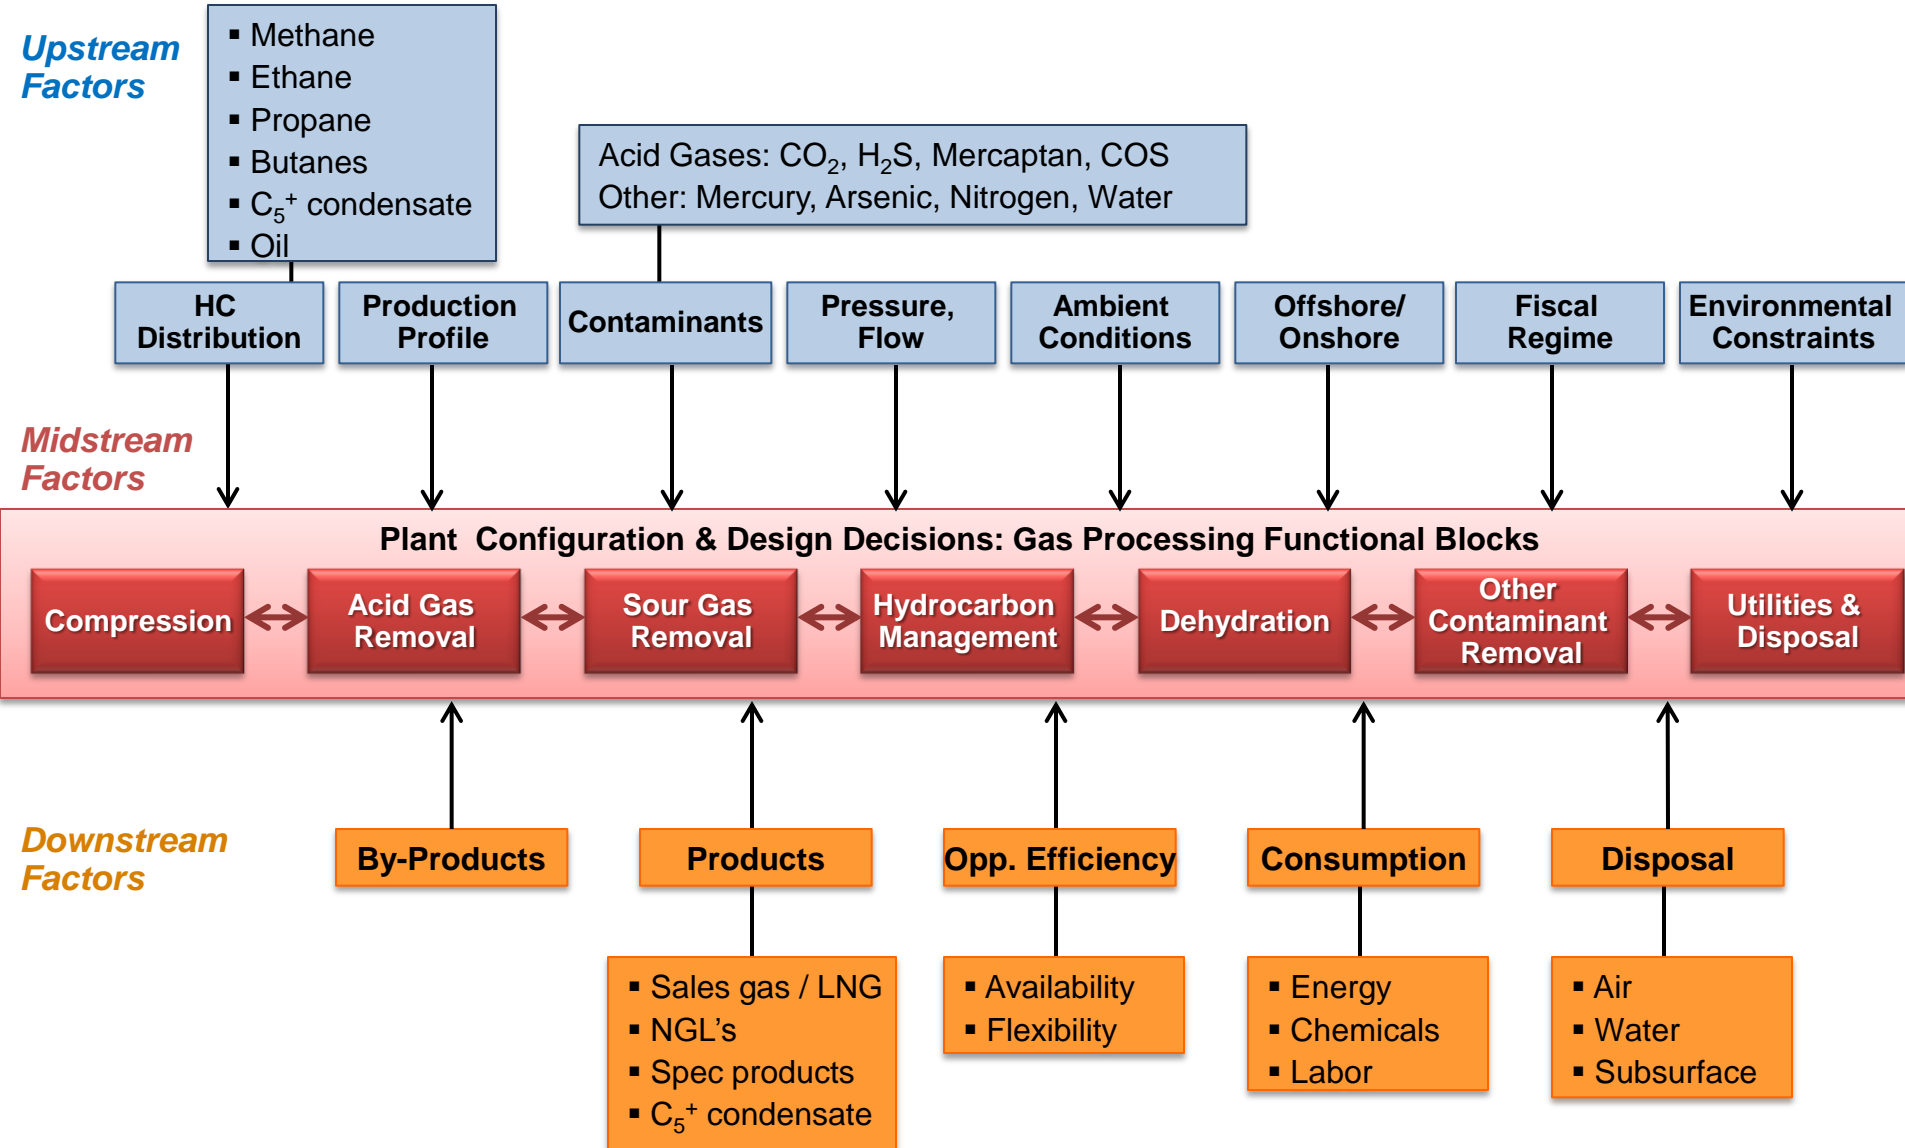 Upstream
Factors
▪ Methane
▪ Ethane
▪ Propane
▪ Butanes
▪ C₅⁺ condensate
▪ Oil
Acid Gases: CO₂, H₂S, Mercaptan, COS
Other: Mercury, Arsenic, Nitrogen, Water
HC
Distribution
Production
Profile
Contaminants
Pressure,
Flow
Ambient
Conditions
Offshore/
Onshore
Fiscal
Regime
Environmental
Constraints
Midstream
Factors
Plant Configuration & Design Decisions: Gas Processing Functional Blocks
Compression
Acid Gas
Removal
Sour Gas
Removal
Hydrocarbon
Management
Dehydration
Other
Contaminant
Removal
Utilities &
Disposal
Downstream
Factors
By-Products
Products
Opp. Efficiency
Consumption
Disposal
▪ Sales gas / LNG
▪ NGL’s
▪ Spec products
▪ C₅⁺ condensate
▪ Availability
▪ Flexibility
▪ Energy
▪ Chemicals
▪ Labor
▪ Air
▪ Water
▪ Subsurface